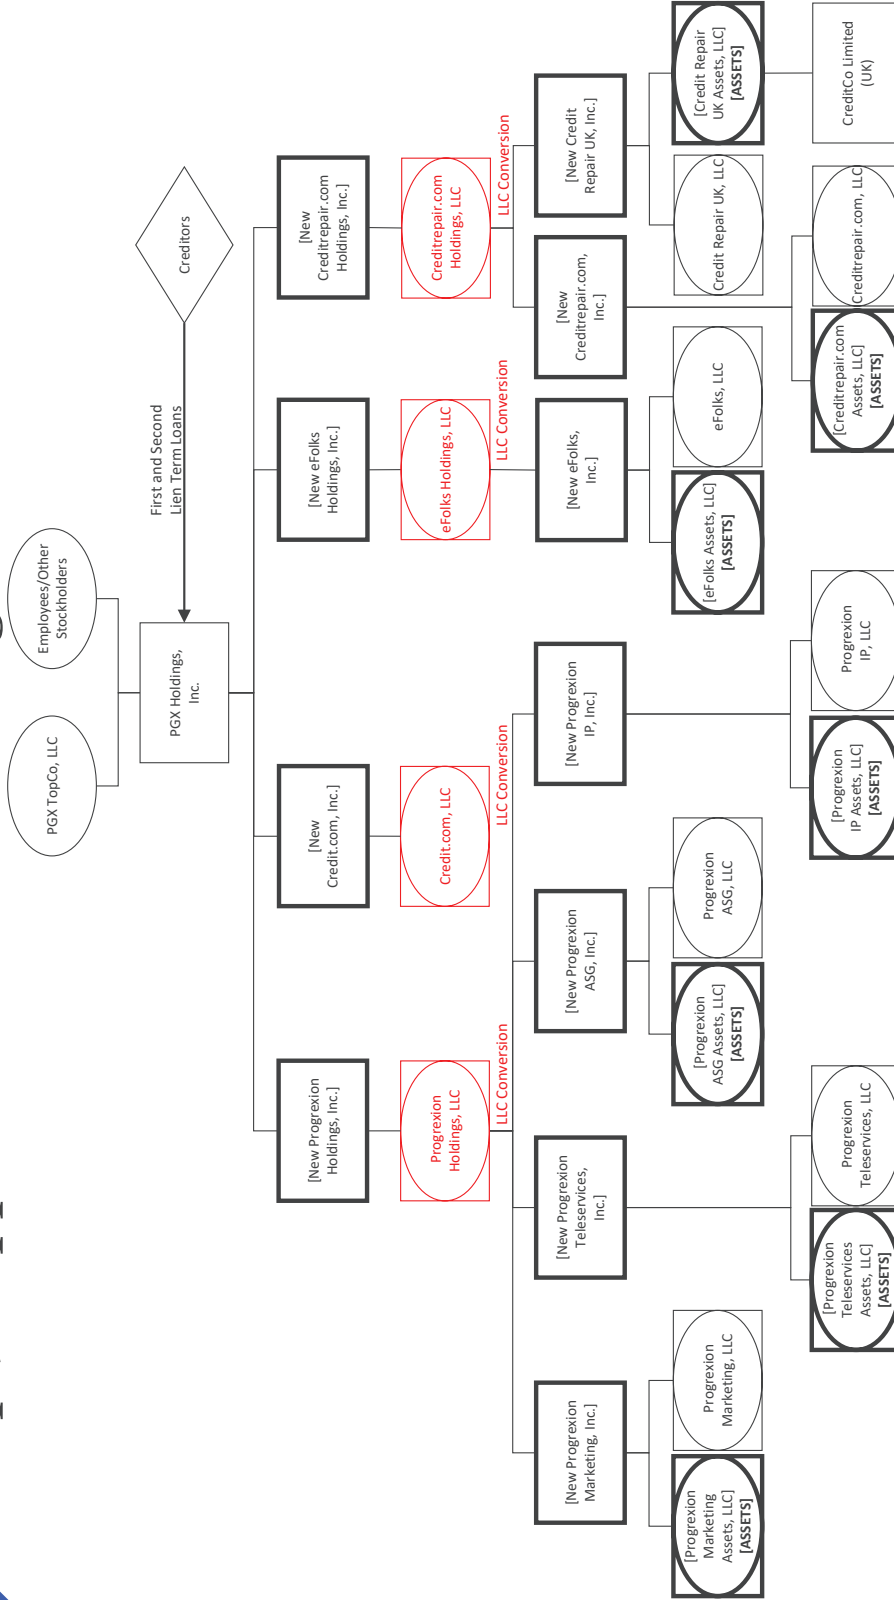 PGX TopCo, LLC
Employees/Other
Stockholders
PGX Holdings,
Inc.
First and Second
Lien Term Loans
Creditors
[New Progrexion
Holdings, Inc.]
[New
Credit.com, Inc.]
[New eFolks
Holdings, Inc.]
[New
Creditrepair.com
Holdings, Inc.]
Progrexion
Holdings, LLC
Credit.com, LLC
eFolks Holdings, LLC
Creditrepair.com
Holdings, LLC
LLC Conversion
LLC Conversion
LLC Conversion
LLC Conversion
[New Progrexion
Marketing, Inc.]
[New Progrexion
Teleservices,
Inc.]
[New Progrexion
ASG, Inc.]
[New Progrexion
IP, Inc.]
[New eFolks,
Inc.]
[New
Creditrepair.com,
Inc.]
[New Credit
Repair UK, Inc.]
[Progrexion
Marketing
Assets, LLC]
[ASSETS]
Progrexion
Marketing, LLC
[Progrexion
ASG Assets, LLC]
[ASSETS]
Progrexion
ASG, LLC
[eFolks Assets, LLC]
[ASSETS]
eFolks, LLC
Credit Repair UK, LLC
[Credit Repair
UK Assets, LLC]
[ASSETS]
[Progrexion
Teleservices
Assets, LLC]
[ASSETS]
Progrexion
Teleservices, LLC
[Progrexion
IP Assets, LLC]
[ASSETS]
Progrexion
IP, LLC
[Creditrepair.com
Assets, LLC]
[ASSETS]
Creditrepair.com, LLC
CreditCo Limited
(UK)